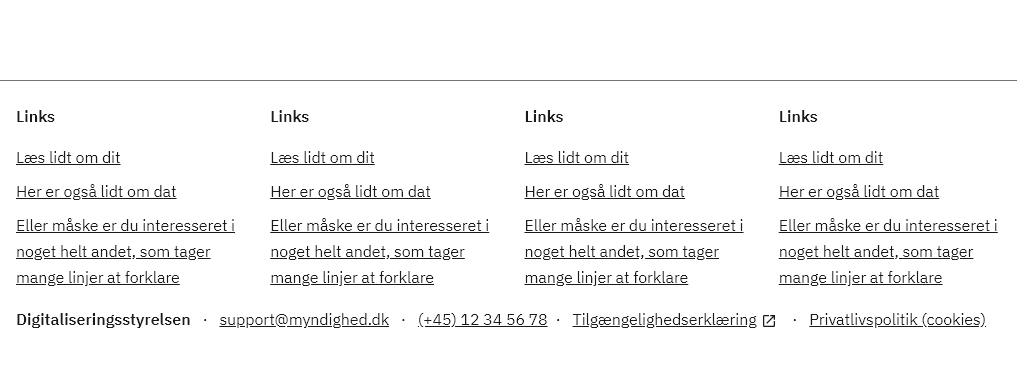 Links
Læs lidt om dit
Her er også lidt om dat
Eller måske er du interesseret i
noget helt andet, som tager
mange linjer at forklare
Links
Læs lidt om dit
Her er også lidt om dat
Eller måske er du interesseret i
noget helt andet, som tager
mange linjer at forklare
Links
Læs lidt om dit
Her er også lidt om dat
Eller måske er du interesseret i
noget helt andet, som tager
mange linjer at forklare
Links
Læs lidt om dit
Her er også lidt om dat
Eller måske er du interesseret i
noget helt andet, som tager
mange linjer at forklare
Digitaliseringsstyrelsen · support@myndighed.dk · (+45) 12 34 56 78 · Tilgængelighedserklæring · Privatlivspolitik (cookies)